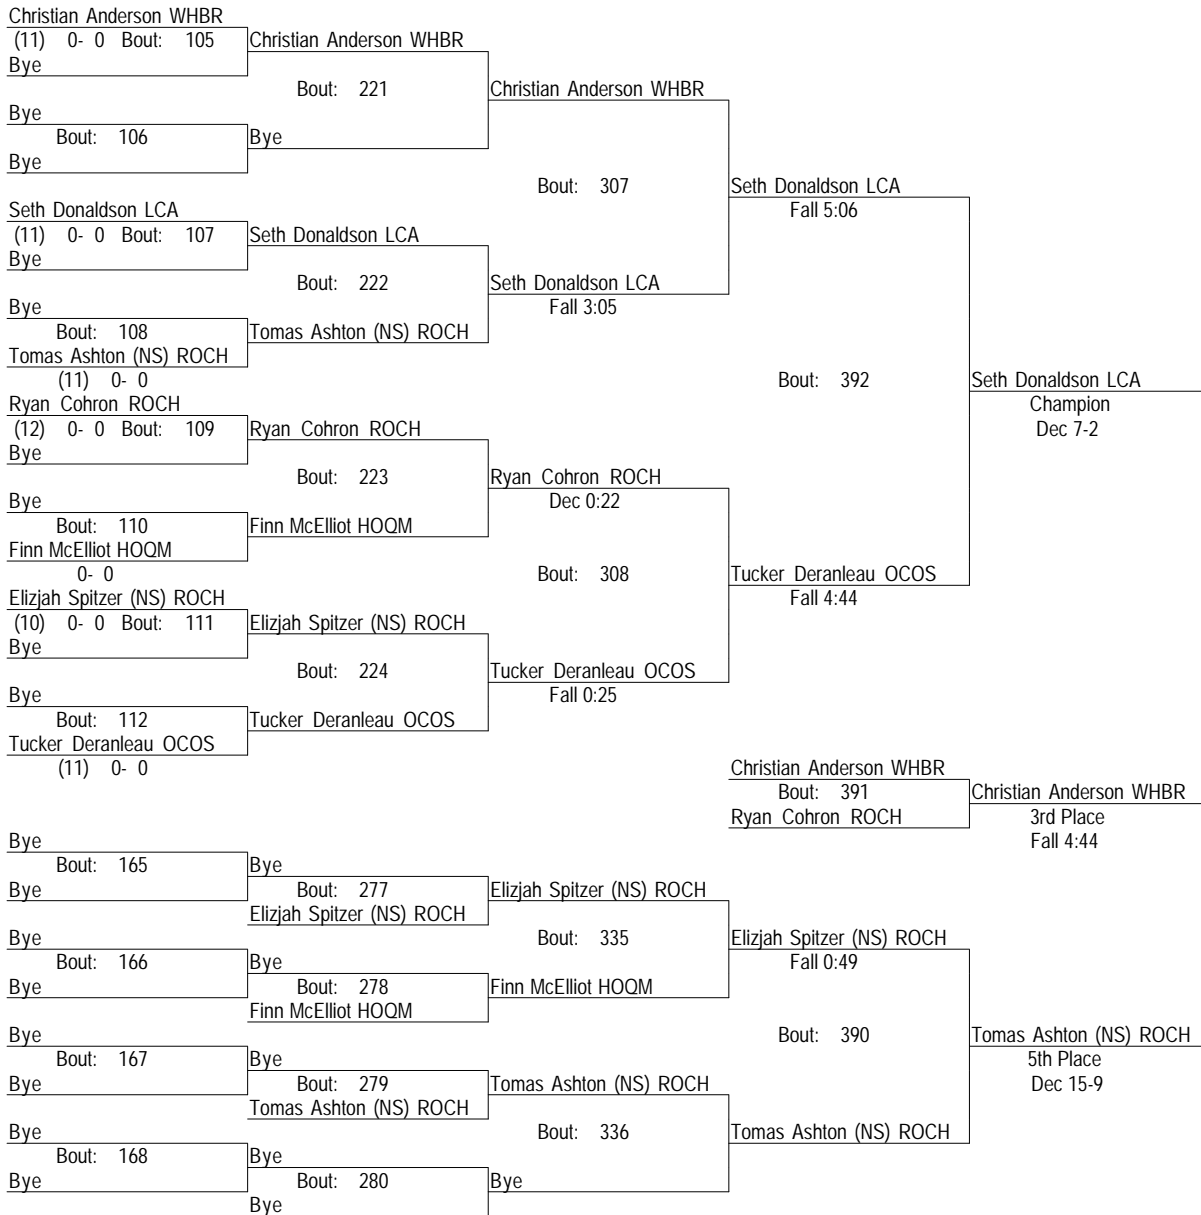 Christian Anderson WHBR
(11) 0- 0 Bout: 105 Christian Anderson WHBR
Bye
Bout: 221 Christian Anderson WHBR
Bye
Bout: 106 Bye
Bye
Bout: 307 Seth Donaldson LCA
Seth Donaldson LCA Fall 5:06
(11) 0- 0 Bout: 107 Seth Donaldson LCA
Bye
Bout: 222 Seth Donaldson LCA
Bye Fall 3:05
Bout: 108 Tomas Ashton (NS) ROCH
Tomas Ashton (NS) ROCH
(11) 0- 0 Bout: 392 Seth Donaldson LCA
Ryan Cohron ROCH Champion
(12) 0- 0 Bout: 109 Ryan Cohron ROCH Dec 7-2
Bye
Bout: 223 Ryan Cohron ROCH
Bye Dec 0:22
Bout: 110 Finn McElliot HOQM
Finn McElliot HOQM
0- 0 Bout: 308 Tucker Deranleau OCOS
Elizjah Spitzer (NS) ROCH Fall 4:44
(10) 0- 0 Bout: 111 Elizjah Spitzer (NS) ROCH
Bye
Bout: 224 Tucker Deranleau OCOS
Bye Fall 0:25
Bout: 112 Tucker Deranleau OCOS
Tucker Deranleau OCOS
(11) 0- 0 Christian Anderson WHBR
Bout: 391 Christian Anderson WHBR
Ryan Cohron ROCH 3rd Place
Bye Fall 4:44
Bout: 165 Bye
Bye Bout: 277 Elizjah Spitzer (NS) ROCH
Elizjah Spitzer (NS) ROCH
Bye Bout: 335 Elizjah Spitzer (NS) ROCH
Bout: 166 Bye Fall 0:49
Bye Bout: 278 Finn McElliot HOQM
Finn McElliot HOQM
Bye Bout: 390 Tomas Ashton (NS) ROCH
Bout: 167 Bye 5th Place
Bye Bout: 279 Tomas Ashton (NS) ROCH Dec 15-9
Tomas Ashton (NS) ROCH
Bye Bout: 336 Tomas Ashton (NS) ROCH
Bout: 168 Bye
Bye Bout: 280 Bye
Bye